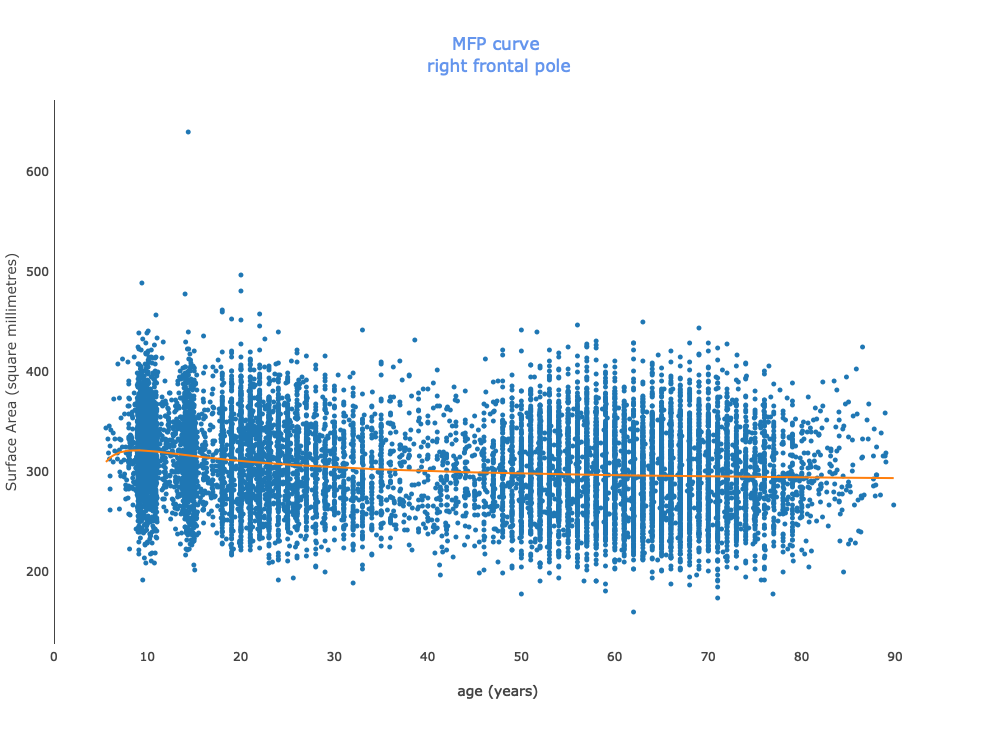 MFP curve
right frontal pole
600
500
400
300
200
Surface Area (square millimetres)
0 10 20 30 40 50 60 70 80 90
age (years)